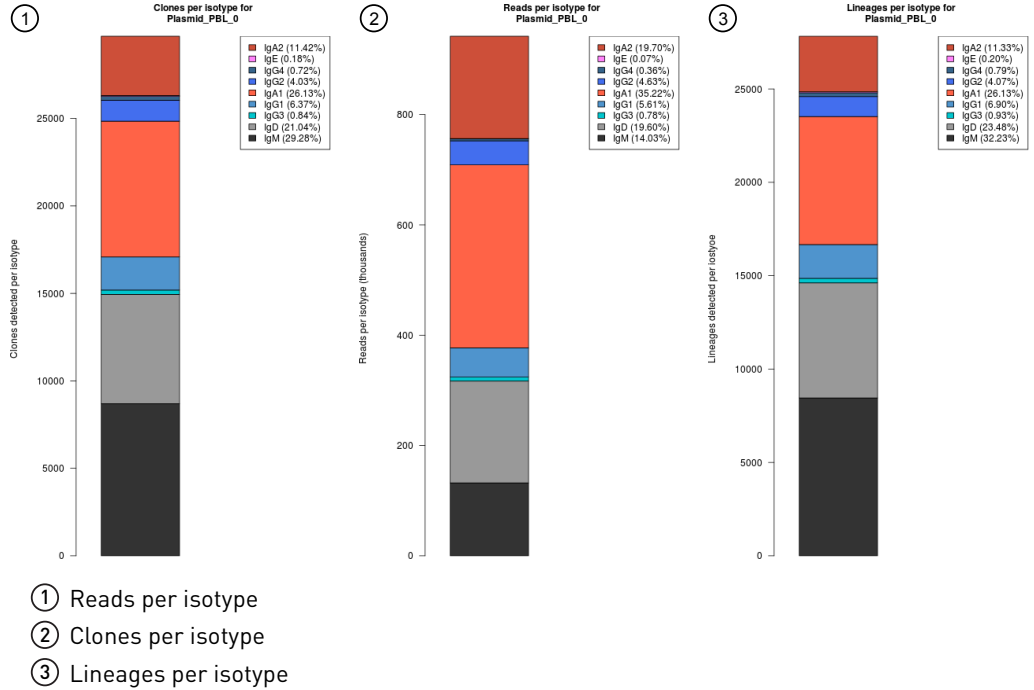 1
Clones per isotype for
Plasmid_PBL_0
Clones detected per isotype
25000
20000
15000
10000
5000
0
IgA2 (11.42%)
IgE (0.18%)
IgG4 (0.72%)
IgG2 (4.03%)
IgA1 (26.13%)
IgG1 (6.37%)
IgG3 (0.84%)
IgD (21.04%)
IgM (29.28%)
2
Reads per isotype for
Plasmid_PBL_0
Reads per isotype (thousands)
800
600
400
200
0
IgA2 (19.70%)
IgE (0.07%)
IgG4 (0.36%)
IgG2 (4.63%)
IgA1 (35.22%)
IgG1 (5.61%)
IgG3 (0.78%)
IgD (19.60%)
IgM (14.03%)
3
Lineages per isotype for
Plasmid_PBL_0
Lineages detected per iostyoe
25000
20000
15000
10000
5000
0
IgA2 (11.33%)
IgE (0.20%)
IgG4 (0.79%)
IgG2 (4.07%)
IgA1 (26.13%)
IgG1 (6.90%)
IgG3 (0.93%)
IgD (23.48%)
IgM (32.23%)
1 Reads per isotype
2 Clones per isotype
3 Lineages per isotype